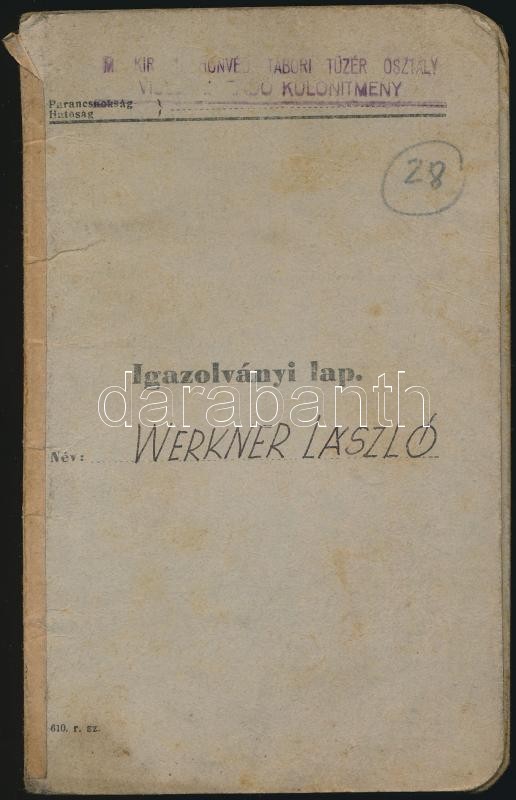 M. KIR. HONVÉD TÁBORI TÜZÉR OSZTÁLY
KÜLÖNÍTMÉNY
Parancsnokság
Hatóság
28
Igazolványi lap.
darabanth
Név: WERKNER LÁSZLÓ
610. r. sz.